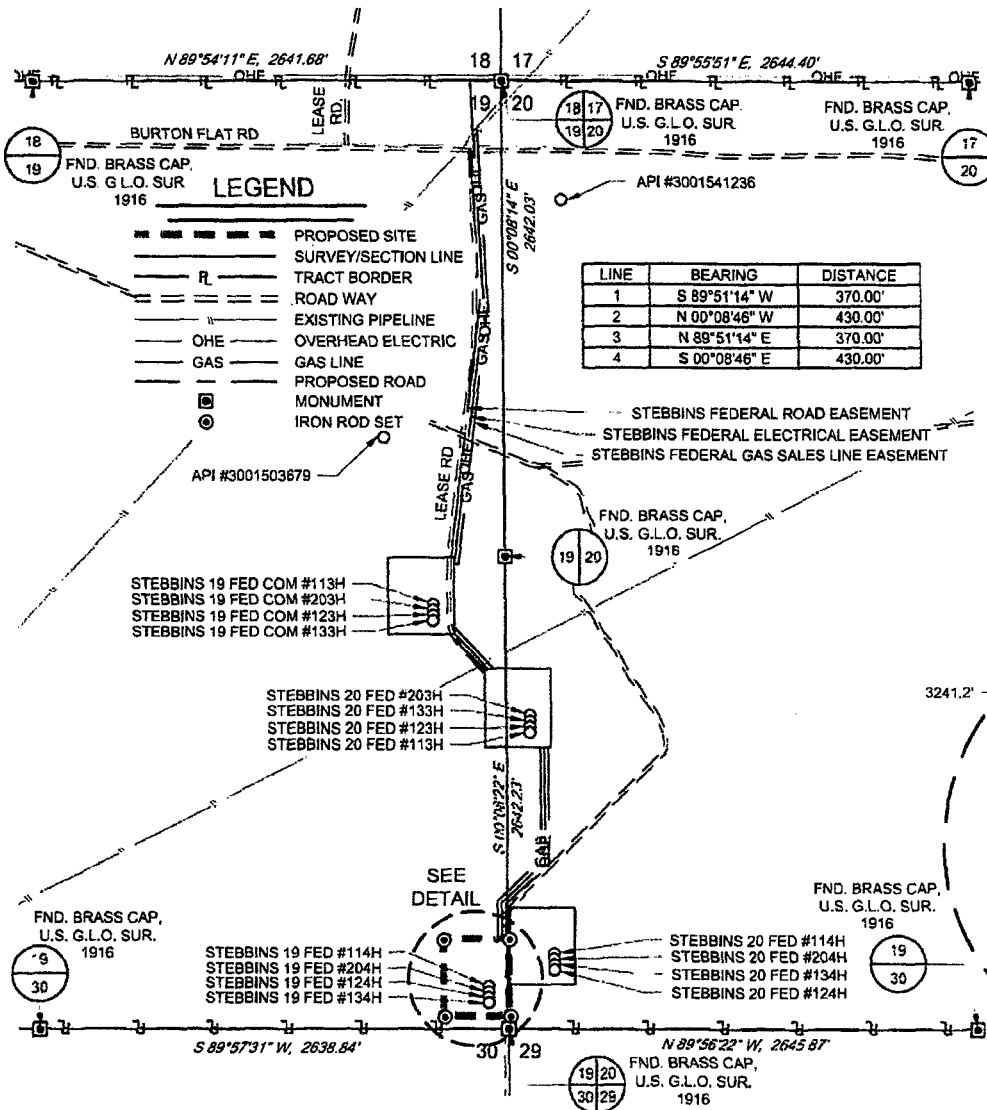 N 89°54'11" E, 2641.68'
18 17
S 89°55'51" E, 2644.40'
OHE
OHE
OHE
OHE
19 20
LEASE
RD.
18 17
19 20
FND. BRASS CAP,
U.S. G.L.O. SUR.
1916
FND. BRASS CAP,
U.S. G.L.O. SUR.
1916
17
20
18
19
BURTON FLAT RD
FND. BRASS CAP,
U.S. G.L.O. SUR
1916
API #3001541236
S 00°08'14" E
2642.03'
GAS
OHE
GAS
OHE
GAS
OHE
GAS
LEGEND
PROPOSED SITE
SURVEY/SECTION LINE
PL TRACT BORDER
ROAD WAY
EXISTING PIPELINE
OHE OVERHEAD ELECTRIC
GAS GAS LINE
PROPOSED ROAD
MONUMENT
IRON ROD SET
LINE BEARING DISTANCE
1 S 89°51'14" W 370.00'
2 N 00°08'46" W 430.00'
3 N 89°51'14" E 370.00'
4 S 00°08'46" E 430.00'
STEBBINS FEDERAL ROAD EASEMENT
STEBBINS FEDERAL ELECTRICAL EASEMENT
STEBBINS FEDERAL GAS SALES LINE EASEMENT
API #3001503679
LEASE RD
FND. BRASS CAP,
U.S. G.L.O. SUR.
1916
19 20
STEBBINS 19 FED COM #113H
STEBBINS 19 FED COM #203H
STEBBINS 19 FED COM #123H
STEBBINS 19 FED COM #133H
STEBBINS 20 FED #203H
STEBBINS 20 FED #133H
STEBBINS 20 FED #123H
STEBBINS 20 FED #113H
3241.2'
S 00°08'22" E
2642.23'
SEE
DETAIL
FND. BRASS CAP,
U.S. G.L.O. SUR.
1916
19
30
FND. BRASS CAP,
U.S. G.L.O. SUR.
1916
19
30
STEBBINS 19 FED #114H
STEBBINS 19 FED #204H
STEBBINS 19 FED #124H
STEBBINS 19 FED #134H
STEBBINS 20 FED #114H
STEBBINS 20 FED #204H
STEBBINS 20 FED #134H
STEBBINS 20 FED #124H
S 89°57'31" W, 2638.84'
30 29
N 89°56'22" W, 2645.87'
19 20
30 29
FND. BRASS CAP,
U.S. G.L.O. SUR.
1916